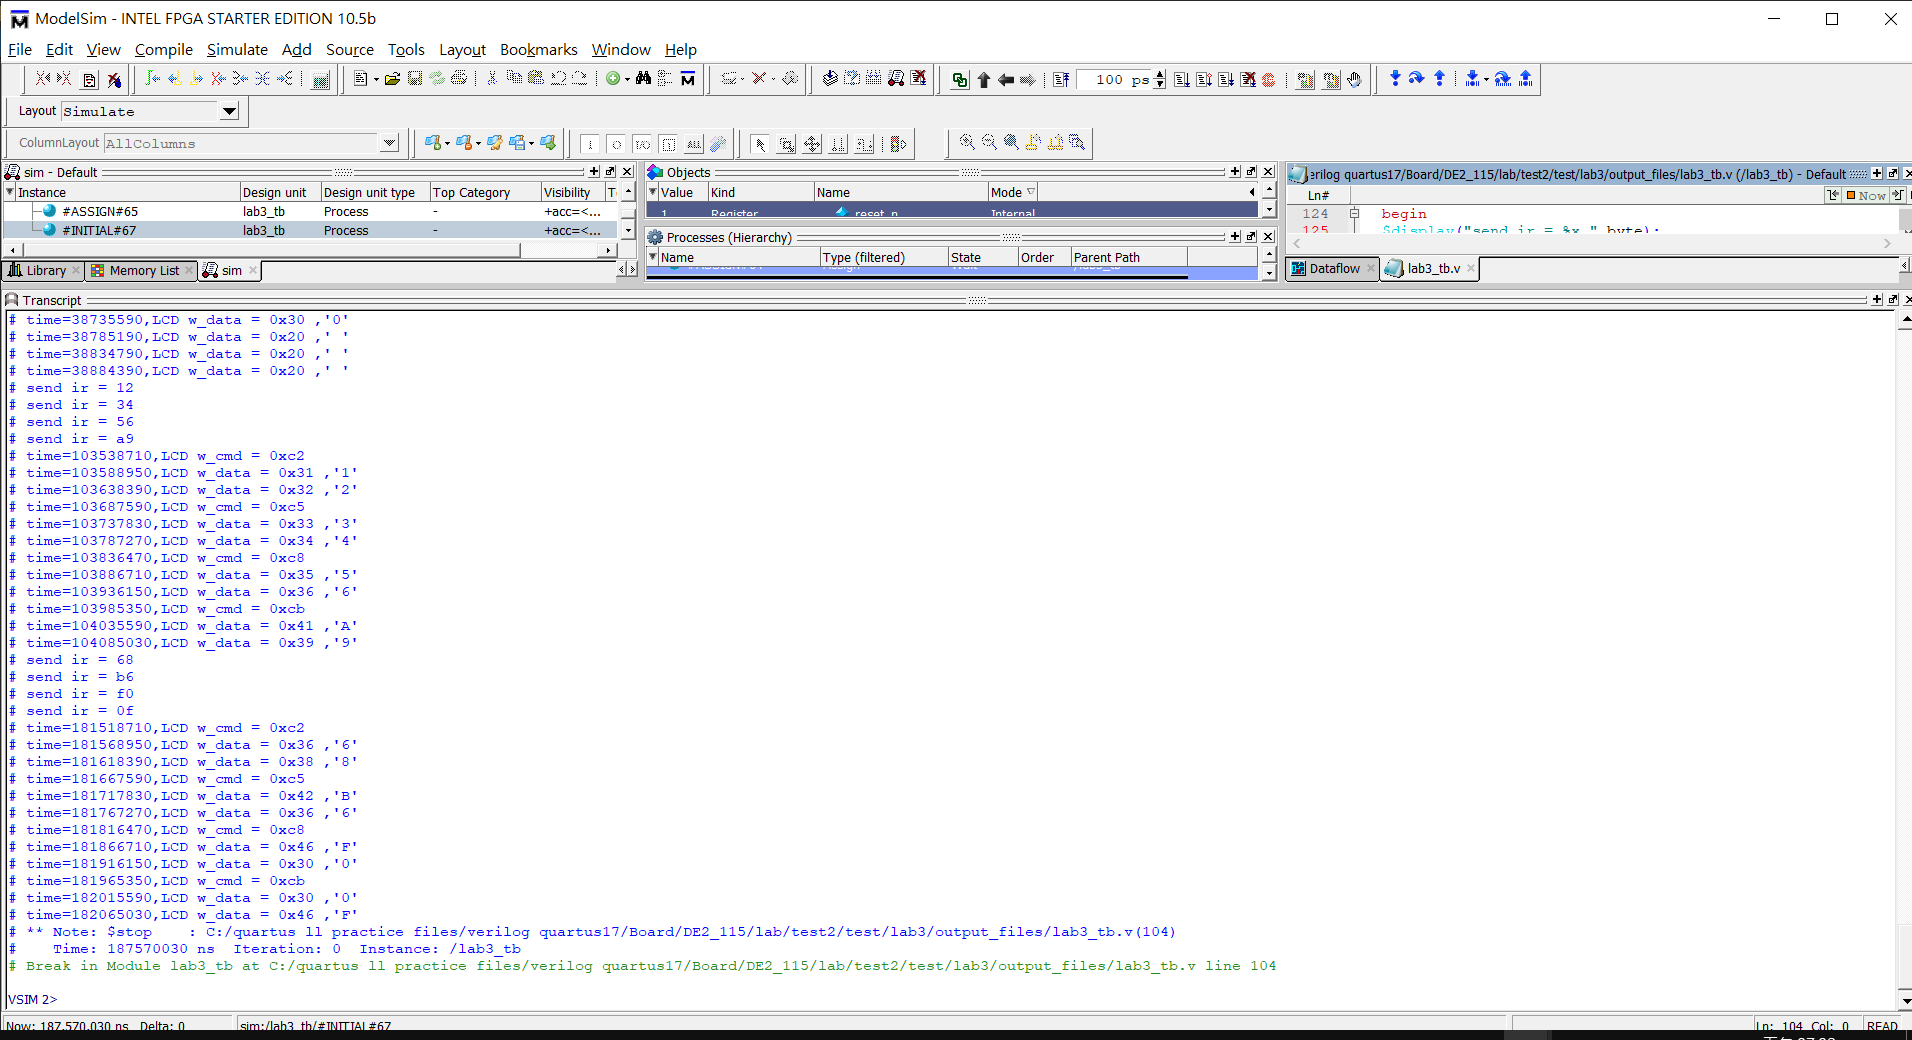 ModelSim - INTEL FPGA STARTER EDITION 10.5b
File Edit View Compile Simulate Add Source Tools Layout Bookmarks Window Help
100 ps
Layout Simulate
ColumnLayout AllColumns
sim - Default
Instance Design unit Design unit type Top Category Visibility T
#ASSIGN#65 lab3_tb Process - +acc=<...
#INITIAL#67 lab3_tb Process - +acc=<...
Library Memory List sim
Objects
Value Kind Name Mode
1 Register reset_n Internal
Processes (Hierarchy)
Name Type (filtered) State Order Parent Path
erilog quartus17/Board/DE2_115/lab/test2/test/lab3/output_files/lab3_tb.v (/lab3_tb) - Default
Ln# Now
124 begin
125 $display("send ir = %x " byte);
Dataflow lab3_tb.v
Transcript
# time=38735590,LCD w_data = 0x30 ,'0'
# time=38785190,LCD w_data = 0x20 ,' '
# time=38834790,LCD w_data = 0x20 ,' '
# time=38884390,LCD w_data = 0x20 ,' '
# send ir = 12
# send ir = 34
# send ir = 56
# send ir = a9
# time=103538710,LCD w_cmd = 0xc2
# time=103588950,LCD w_data = 0x31 ,'1'
# time=103638390,LCD w_data = 0x32 ,'2'
# time=103687590,LCD w_cmd = 0xc5
# time=103737830,LCD w_data = 0x33 ,'3'
# time=103787270,LCD w_data = 0x34 ,'4'
# time=103836470,LCD w_cmd = 0xc8
# time=103886710,LCD w_data = 0x35 ,'5'
# time=103936150,LCD w_data = 0x36 ,'6'
# time=103985350,LCD w_cmd = 0xcb
# time=104035590,LCD w_data = 0x41 ,'A'
# time=104085030,LCD w_data = 0x39 ,'9'
# send ir = 68
# send ir = b6
# send ir = f0
# send ir = 0f
# time=181518710,LCD w_cmd = 0xc2
# time=181568950,LCD w_data = 0x36 ,'6'
# time=181618390,LCD w_data = 0x38 ,'8'
# time=181667590,LCD w_cmd = 0xc5
# time=181717830,LCD w_data = 0x42 ,'B'
# time=181767270,LCD w_data = 0x36 ,'6'
# time=181816470,LCD w_cmd = 0xc8
# time=181866710,LCD w_data = 0x46 ,'F'
# time=181916150,LCD w_data = 0x30 ,'0'
# time=181965350,LCD w_cmd = 0xcb
# time=182015590,LCD w_data = 0x30 ,'0'
# time=182065030,LCD w_data = 0x46 ,'F'
# ** Note: $stop : C:/quartus ll practice files/verilog quartus17/Board/DE2_115/lab/test2/test/lab3/output_files/lab3_tb.v(104)
# Time: 187570030 ns Iteration: 0 Instance: /lab3_tb
# Break in Module lab3_tb at C:/quartus ll practice files/verilog quartus17/Board/DE2_115/lab/test2/test/lab3/output_files/lab3_tb.v line 104
VSIM 2>
Now: 187,570,030 ns Delta: 0 sim:/lab3_tb/#INITIAL#67 Ln: 104 Col: 0 READ